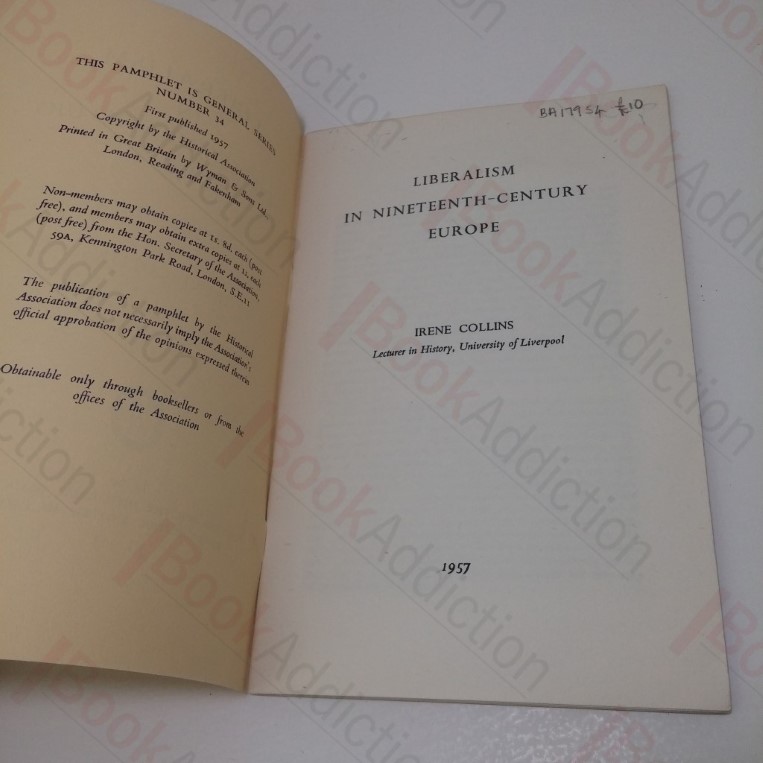 THIS PAMPHLET IS GENERAL SERIES
NUMBER 34
First published 1957
Copyright by the Historical Association
Printed in Great Britain by Wyman & Sons Ltd.,
London, Reading and Fakenham
Non-members may obtain copies at 1s. 8d. each (post
free), and members may obtain extra copies at 1s. each
(post free) from the Hon. Secretary of the Association,
59A, Kennington Park Road, London, S.E.11
The publication of a pamphlet by the Historical
Association does not necessarily imply the Association's
official approbation of the opinions expressed therein
Obtainable only through booksellers or from the
offices of the Association
BA17954 £10
LIBERALISM
IN NINETEENTH-CENTURY
EUROPE
IRENE COLLINS
Lecturer in History, University of Liverpool
1957
BookAddiction